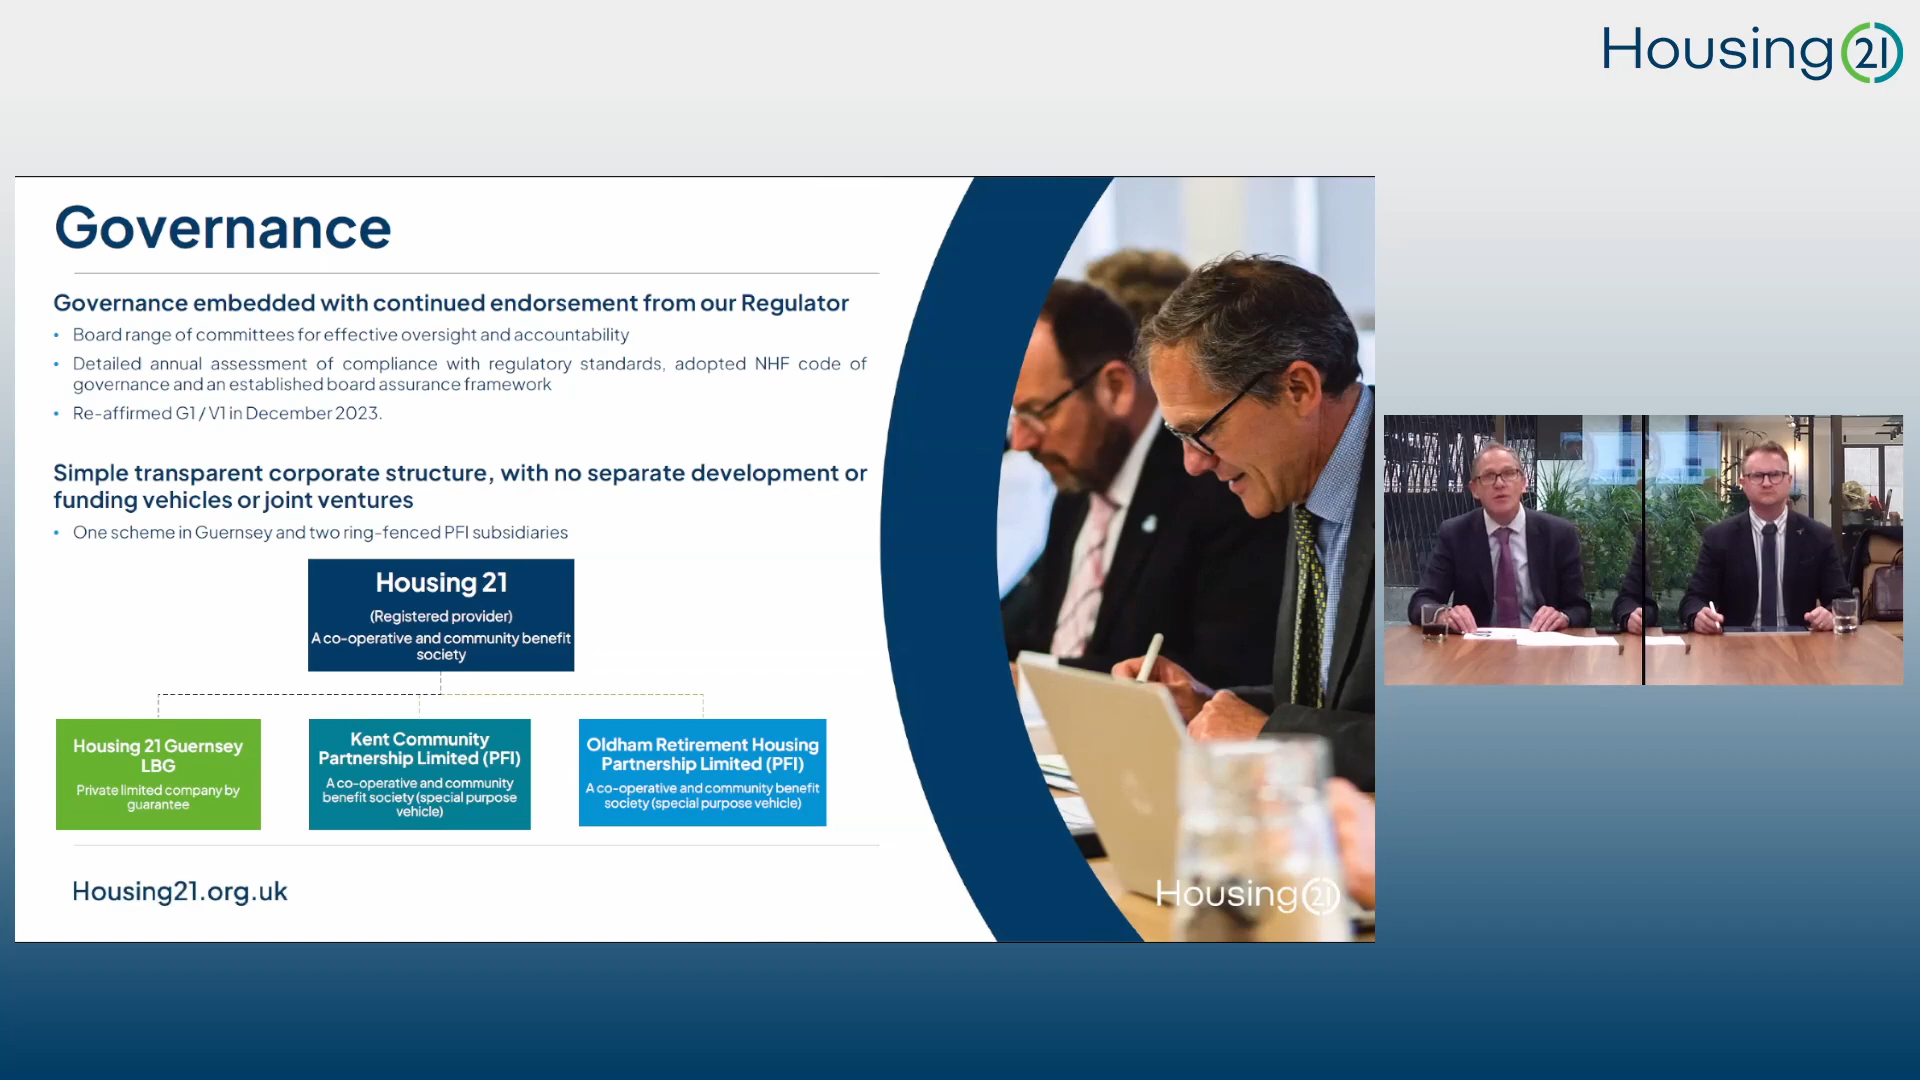 Housing 21
Governance
Governance embedded with continued endorsement from our Regulator
• Board range of committees for effective oversight and accountability
• Detailed annual assessment of compliance with regulatory standards, adopted NHF code of
governance and an established board assurance framework
• Re-affirmed G1 / V1 in December 2023.
Simple transparent corporate structure, with no separate development or
funding vehicles or joint ventures
• One scheme in Guernsey and two ring-fenced PFI subsidiaries
Housing 21
(Registered provider)
A co-operative and community benefit
society
Housing 21 Guernsey
LBG
Private limited company by
guarantee
Kent Community
Partnership Limited (PFI)
A co-operative and community
benefit society (special purpose
vehicle)
Oldham Retirement Housing
Partnership Limited (PFI)
A co-operative and community benefit
society (special purpose vehicle)
Housing21.org.uk
Housing 21